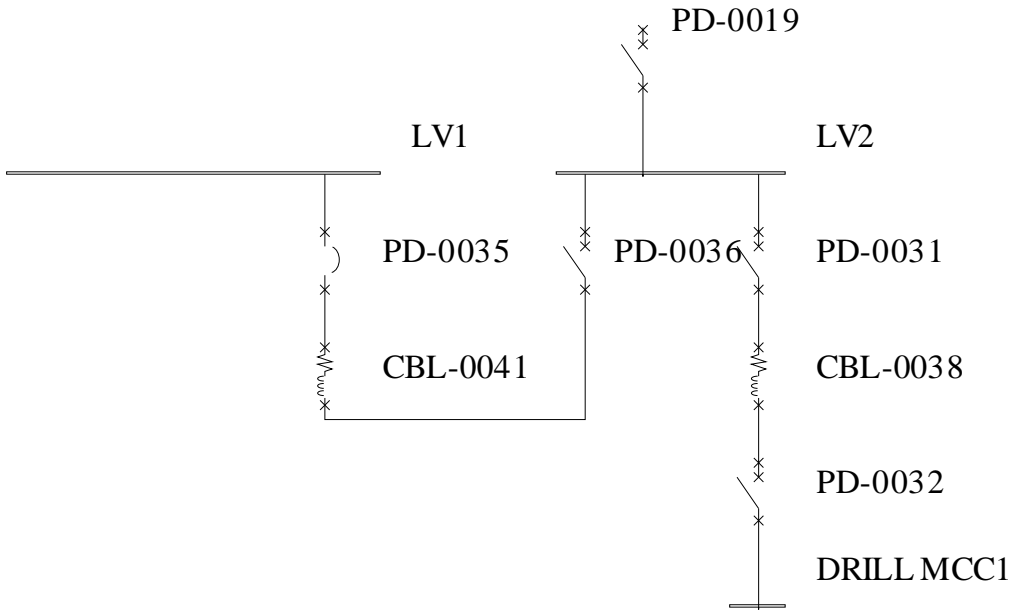 PD-0019
LV1
LV2
PD-0035
PD-0036
PD-0031
CBL-0041
CBL-0038
PD-0032
DRILL MCC1